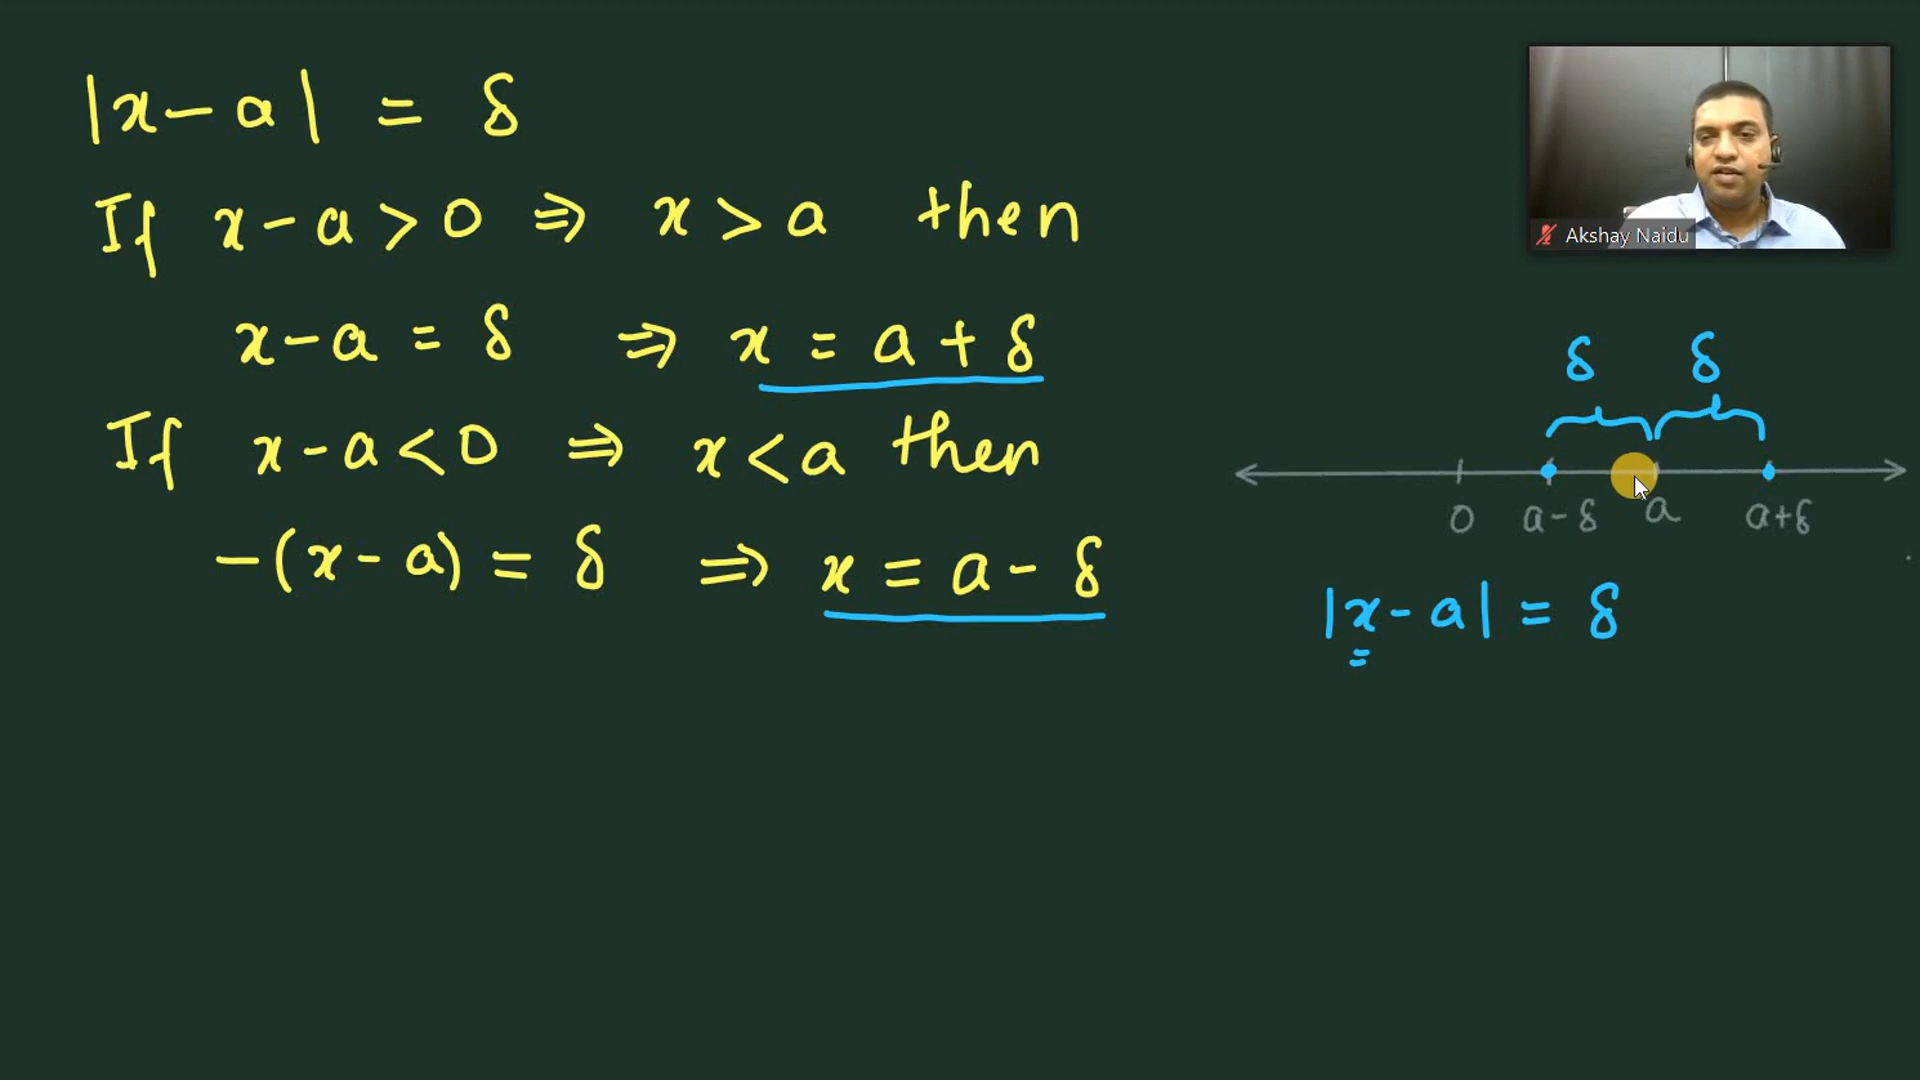 |x - a| = δ
If x - a > 0 ⇒ x > a then
x - a = δ ⇒ x = a + δ
If x - a < 0 ⇒ x < a then
-(x - a) = δ ⇒ x = a - δ
Akshay Naidu
δ δ
0 a-δ a a+δ
|x - a| = δ